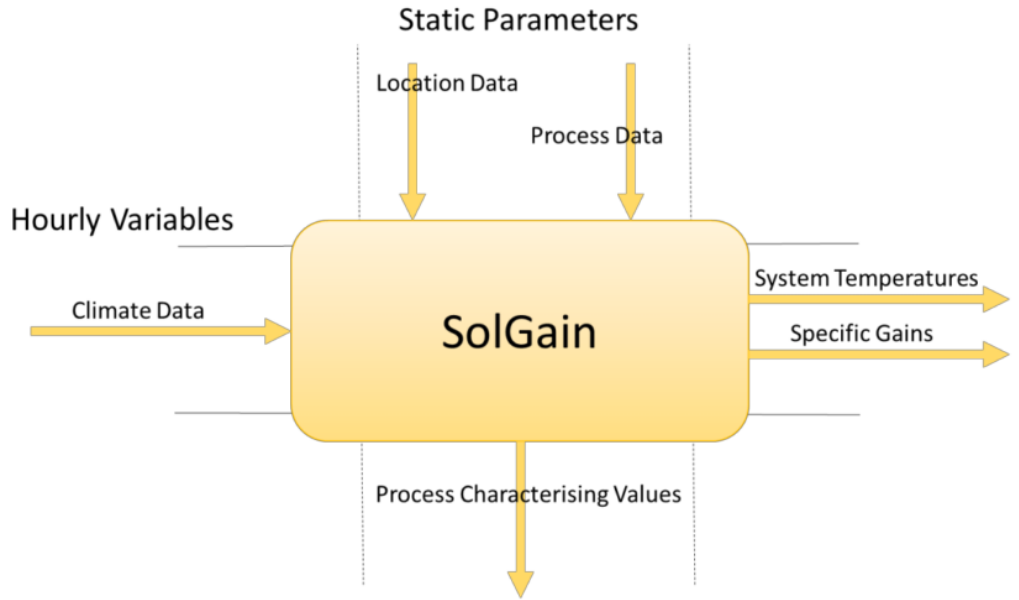 Static Parameters
Location Data
Process Data
Hourly Variables
System Temperatures
Climate Data
SolGain
Specific Gains
Process Characterising Values